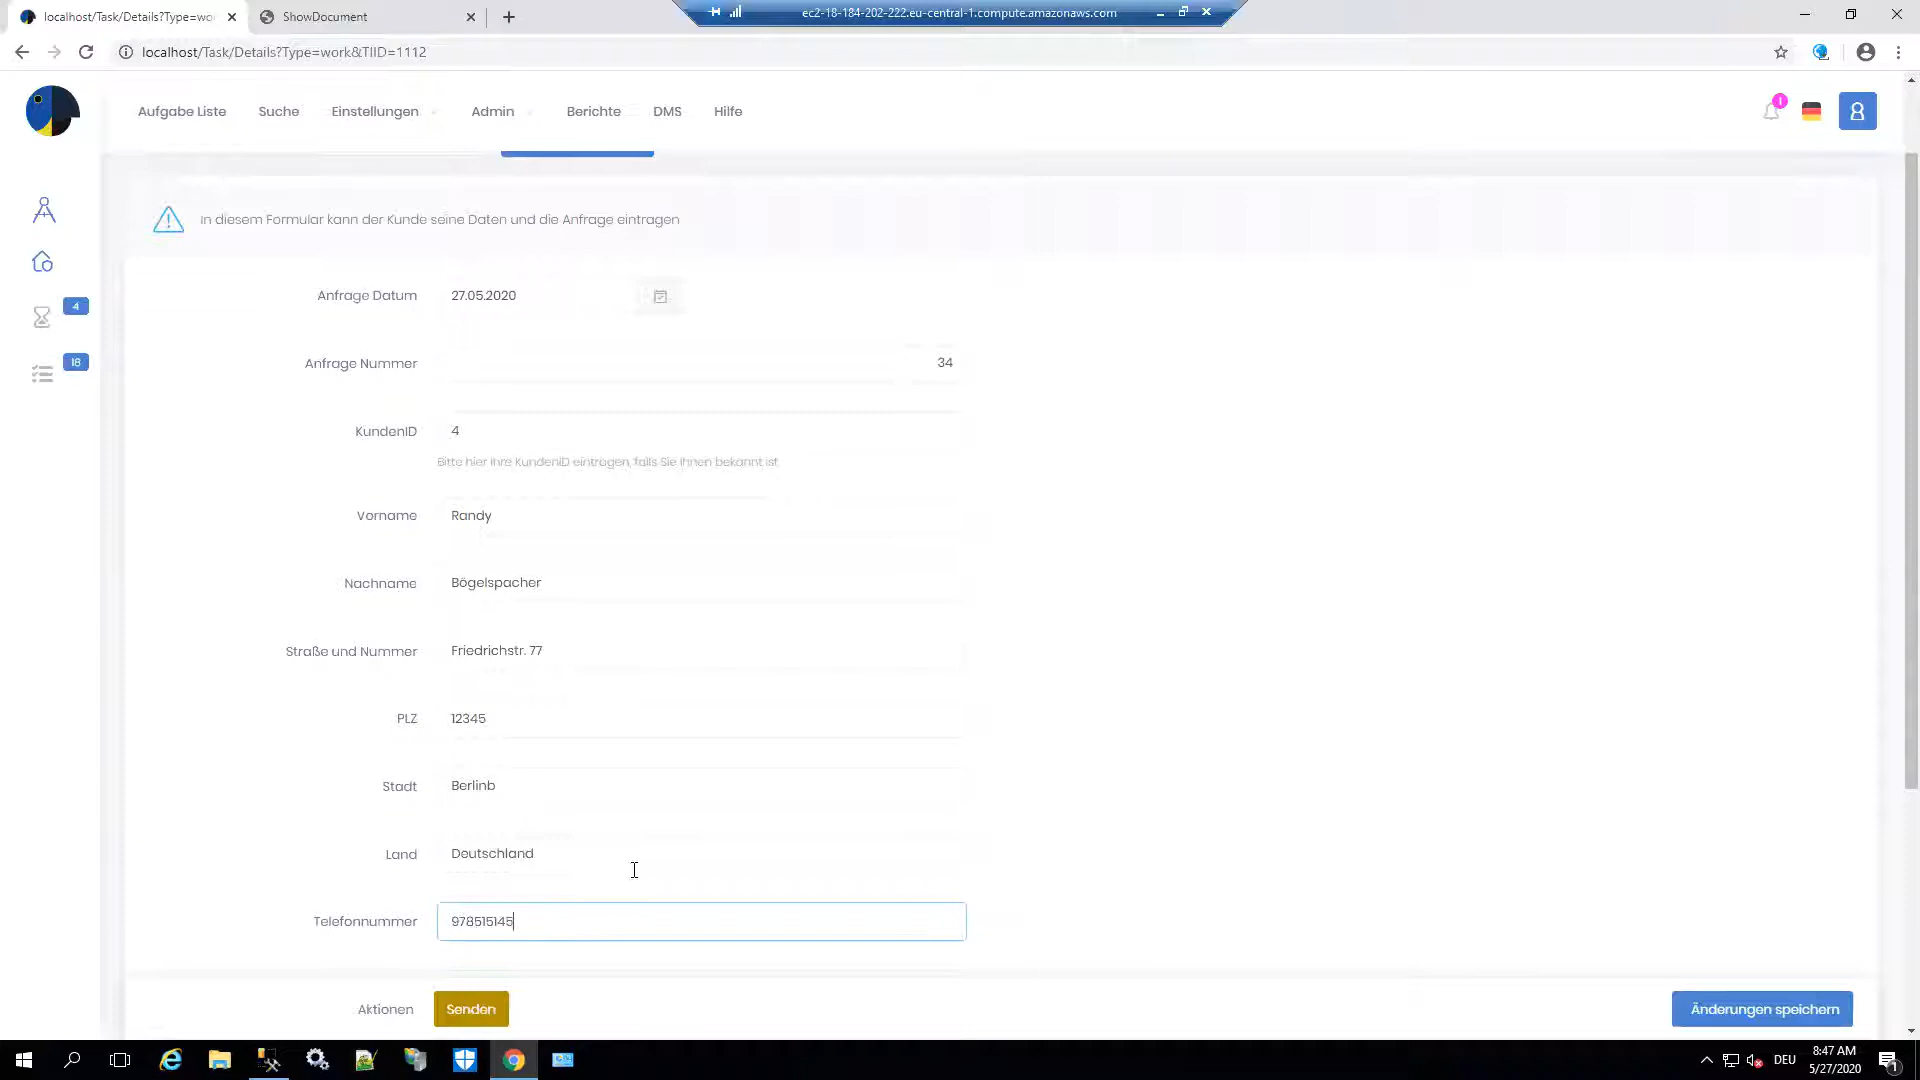 localhost/Task/Details?Type=wo
ShowDocument
ec2-18-184-202-222.eu-central-1.compute.amazonaws.com
localhost/Task/Details?Type=work&TIID=1112
Aufgabe Liste
Suche
Einstellungen
Admin
Berichte
DMS
Hilfe
1
In diesem Formular kann der Kunde seine Daten und die Anfrage eintragen
Anfrage Datum
27.05.2020
4
Anfrage Nummer
34
18
KundenID
4
Bitte hier Ihre KundenID eintragen, falls Sie Ihnen bekannt ist
Vorname
Randy
Nachname
Bögelspacher
Straße und Nummer
Friedrichstr. 77
PLZ
12345
Stadt
Berlinb
Land
Deutschland
Telefonnummer
978515145
Aktionen
Senden
Änderungen speichern
DEU
8:47 AM
5/27/2020
1